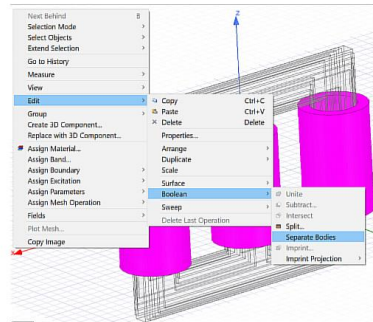 Next Behind B
Selection Mode
Select Objects
Extend Selection
Go to History
Measure
View
Edit
Group
Create 3D Component...
Replace with 3D Component...
Assign Material...
Assign Band...
Assign Boundary
Assign Excitation
Assign Parameters
Assign Mesh Operation
Fields
Plot Mesh...
Copy Image
Copy Ctrl+C
Paste Ctrl+V
Delete Delete
Properties...
Arrange
Duplicate
Scale
Surface
Boolean
Sweep
Delete Last Operation
Unite
Subtract...
Intersect
Split...
Separate Bodies
Imprint...
Imprint Projection
Z